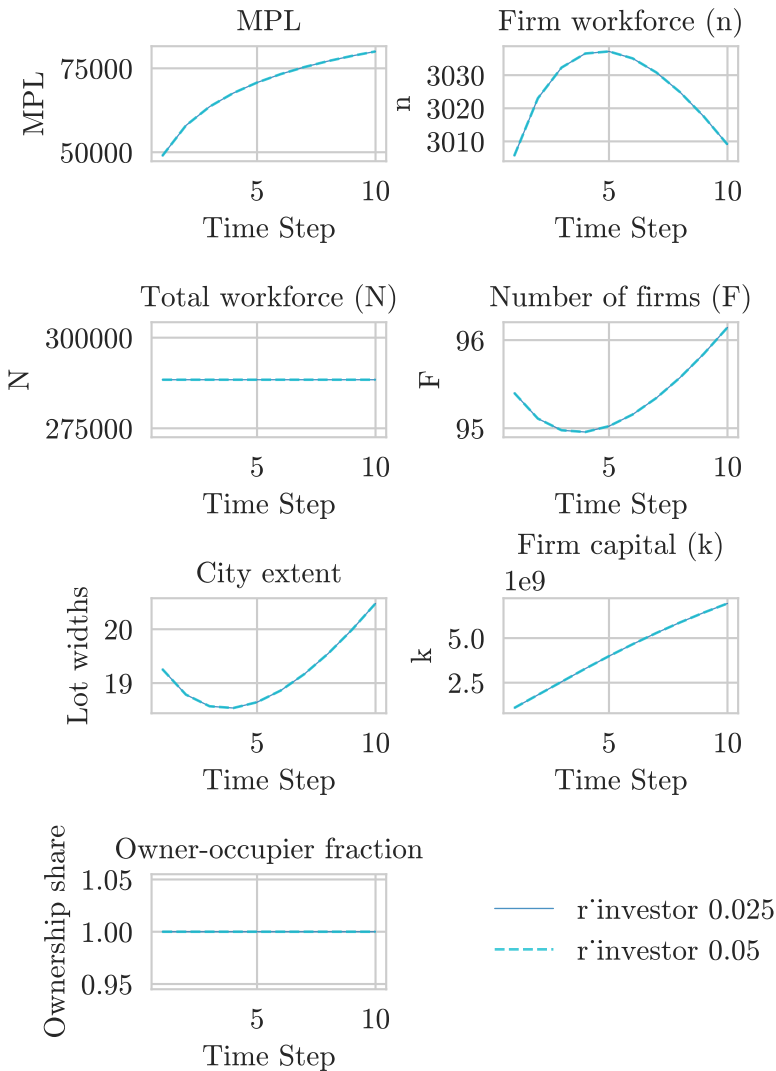 MPL
MPL
75000
50000
5
10
Time Step
Firm workforce (n)
n
3030
3020
3010
5
10
Time Step
Total workforce (N)
N
300000
275000
5
10
Time Step
Number of firms (F)
F
96
95
5
10
Time Step
City extent
Lot widths
20
19
5
10
Time Step
Firm capital (k)
1e9
k
5.0
2.5
5
10
Time Step
Owner-occupier fraction
Ownership share
1.05
1.00
0.95
5
10
Time Step
r˙investor 0.025
r˙investor 0.05